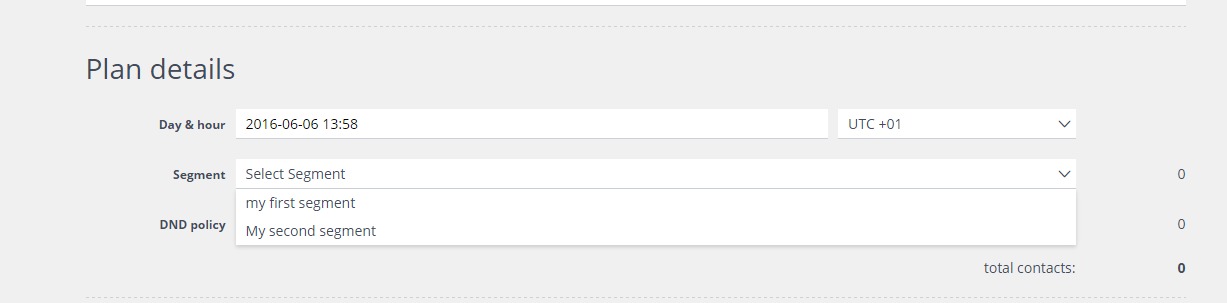 Plan details
Day & hour 2016-06-06 13:58 UTC +01
Segment Select Segment 0
my first segment
DND policy 0
My second segment
total contacts: 0